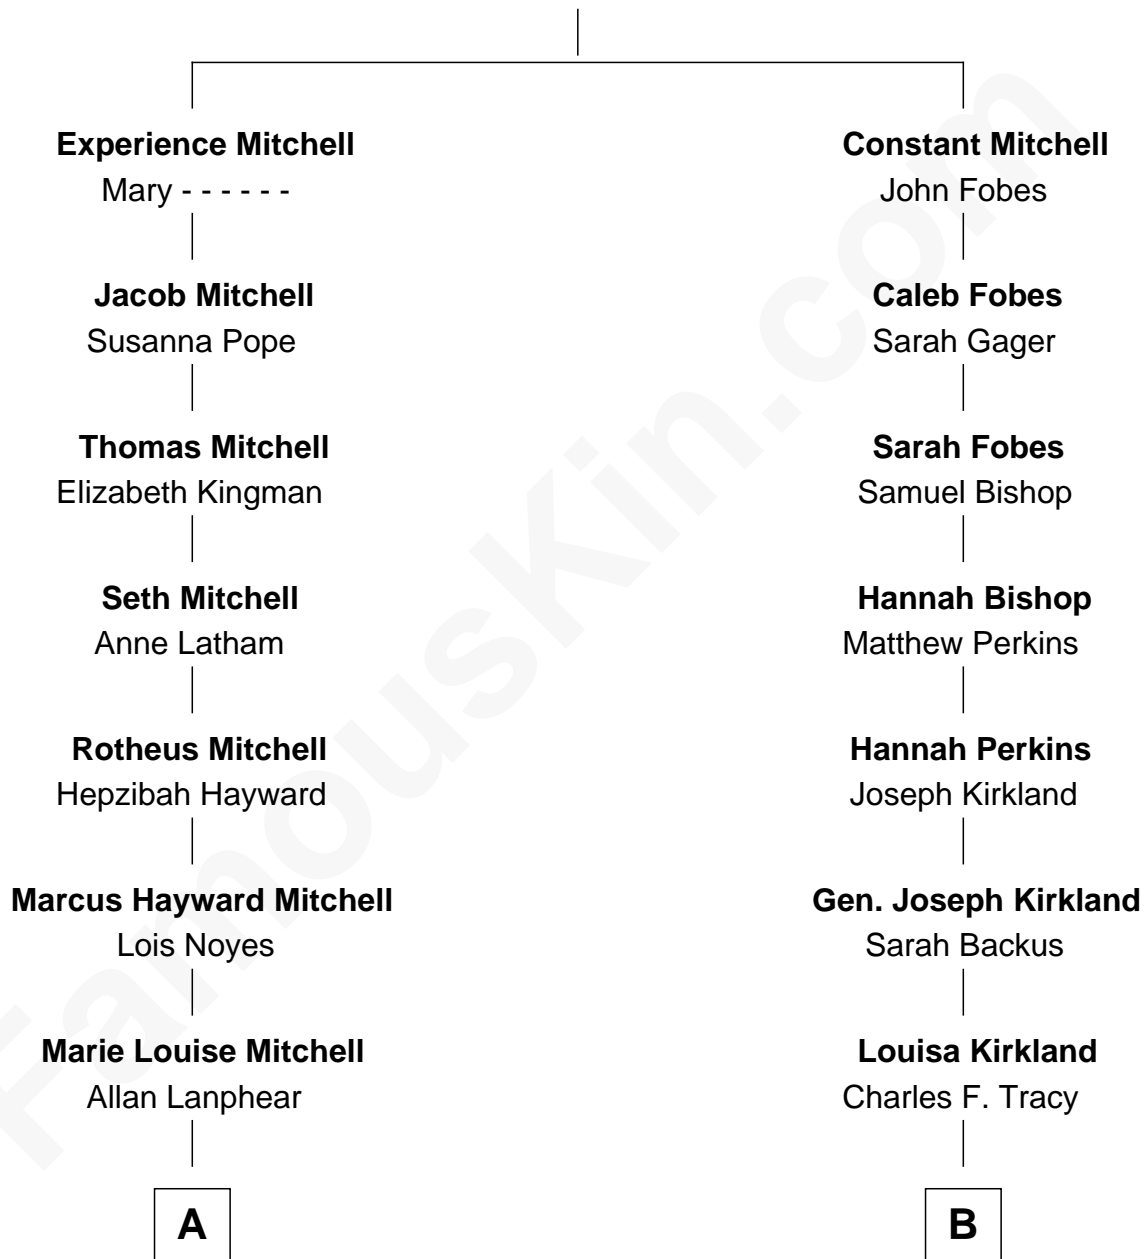 Experience Mitchell
Mary - - - - - -
Constant Mitchell
John Fobes
Jacob Mitchell
Susanna Pope
Caleb Fobes
Sarah Gager
Thomas Mitchell
Elizabeth Kingman
Sarah Fobes
Samuel Bishop
Seth Mitchell
Anne Latham
Hannah Bishop
Matthew Perkins
Rotheus Mitchell
Hepzibah Hayward
Hannah Perkins
Joseph Kirkland
Marcus Hayward Mitchell
Lois Noyes
Gen. Joseph Kirkland
Sarah Backus
Marie Louise Mitchell
Allan Lanphear
Louisa Kirkland
Charles F. Tracy
A
B
FamousKin.com